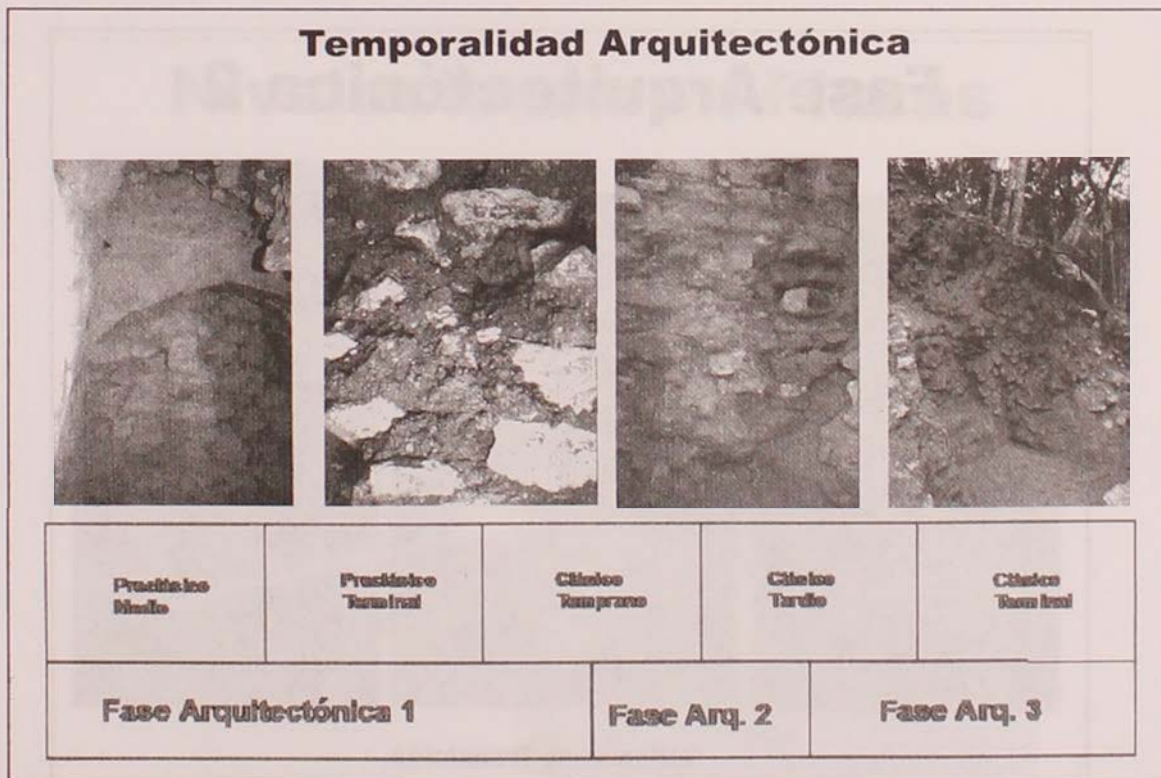 Temporalidad Arquitectónica
Preclásico
Medio
Preclásico
Terminal
Clásico
Temprano
Clásico
Tardio
Clásico
Terminal
Fase Arquitectónica 1
Fase Arq. 2
Fase Arq. 3